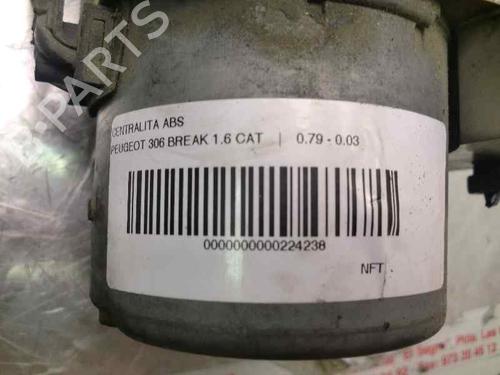 B-PARTS
CENTRALITA ABS
PEUGEOT 306 BREAK 1.6 CAT | 0.79 - 0.03
0000000000224238
NFT